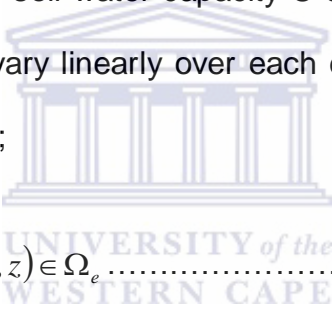 soil water capacity
vary linearly over each
;
, z) ∈ Ωₑ ........................
UNIVERSITY of the
WESTERN CAPE